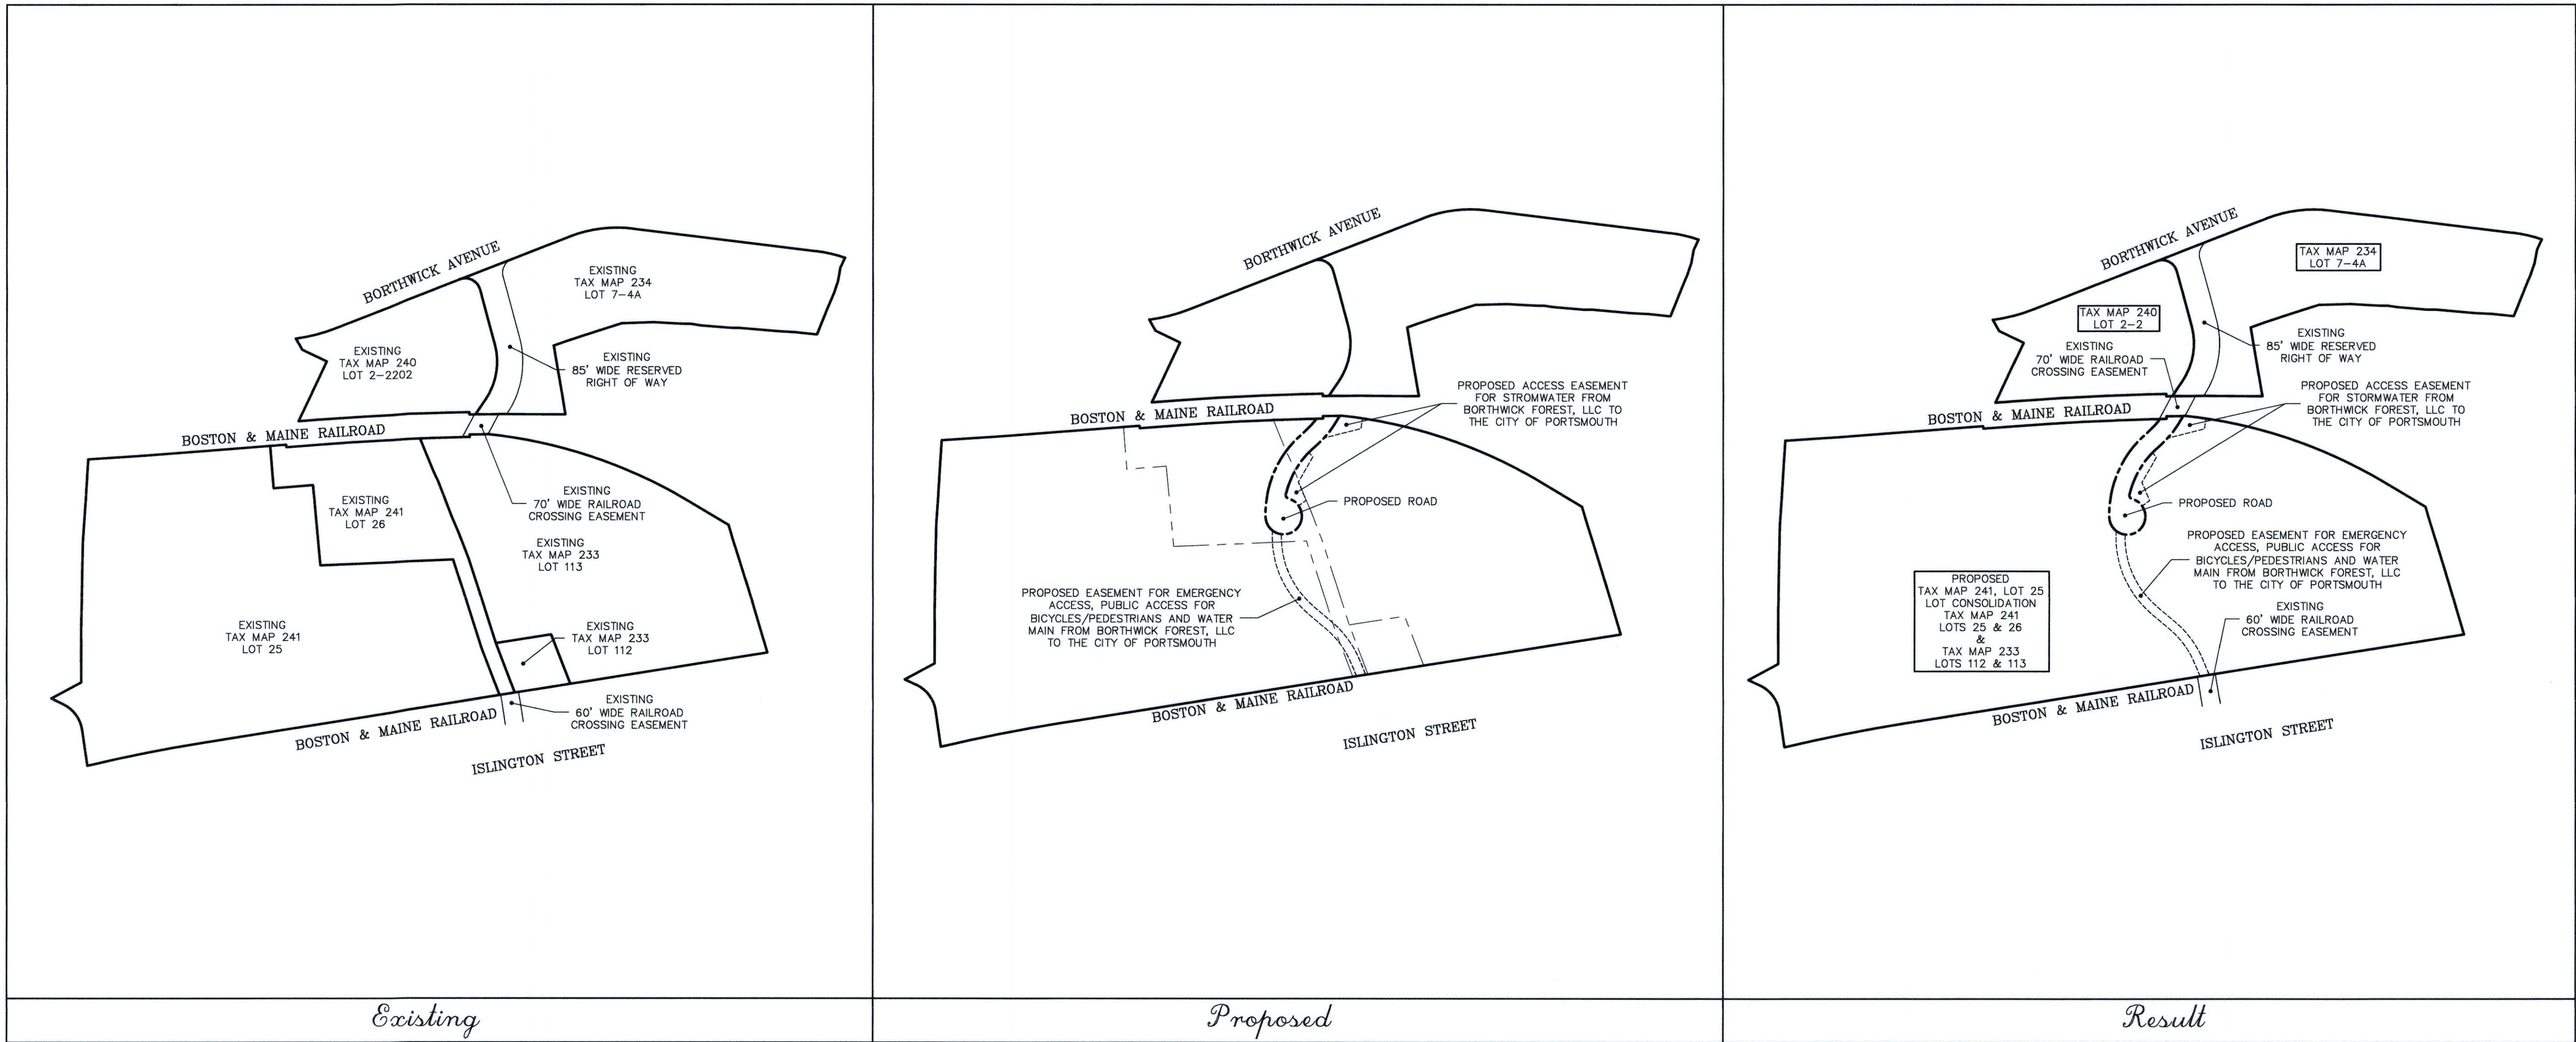 BORTHWICK AVENUE
EXISTING
TAX MAP 234
LOT 7-4A
EXISTING
TAX MAP 240
LOT 2-2202
EXISTING
85' WIDE RESERVED
RIGHT OF WAY
BOSTON & MAINE RAILROAD
EXISTING
TAX MAP 241
LOT 26
EXISTING
70' WIDE RAILROAD
CROSSING EASEMENT
EXISTING
TAX MAP 233
LOT 113
EXISTING
TAX MAP 241
LOT 25
EXISTING
TAX MAP 233
LOT 112
EXISTING
60' WIDE RAILROAD
CROSSING EASEMENT
BOSTON & MAINE RAILROAD
ISLINGTON STREET
Existing
BORTHWICK AVENUE
PROPOSED ACCESS EASEMENT
FOR STROMWATER FROM
BORTHWICK FOREST, LLC TO
THE CITY OF PORTSMOUTH
BOSTON & MAINE RAILROAD
PROPOSED ROAD
PROPOSED EASEMENT FOR EMERGENCY
ACCESS, PUBLIC ACCESS FOR
BICYCLES/PEDESTRIANS AND WATER
MAIN FROM BORTHWICK FOREST, LLC
TO THE CITY OF PORTSMOUTH
BOSTON & MAINE RAILROAD
ISLINGTON STREET
Proposed
BORTHWICK AVENUE
TAX MAP 234
LOT 7-4A
TAX MAP 240
LOT 2-2
EXISTING
85' WIDE RESERVED
RIGHT OF WAY
EXISTING
70' WIDE RAILROAD
CROSSING EASEMENT
PROPOSED ACCESS EASEMENT
FOR STORMWATER FROM
BORTHWICK FOREST, LLC TO
THE CITY OF PORTSMOUTH
BOSTON & MAINE RAILROAD
PROPOSED ROAD
PROPOSED EASEMENT FOR EMERGENCY
ACCESS, PUBLIC ACCESS FOR
BICYCLES/PEDESTRIANS AND WATER
MAIN FROM BORTHWICK FOREST, LLC
TO THE CITY OF PORTSMOUTH
PROPOSED
TAX MAP 241, LOT 25
LOT CONSOLIDATION
TAX MAP 241
LOTS 25 & 26
&
TAX MAP 233
LOTS 112 & 113
EXISTING
60' WIDE RAILROAD
CROSSING EASEMENT
BOSTON & MAINE RAILROAD
ISLINGTON STREET
Result